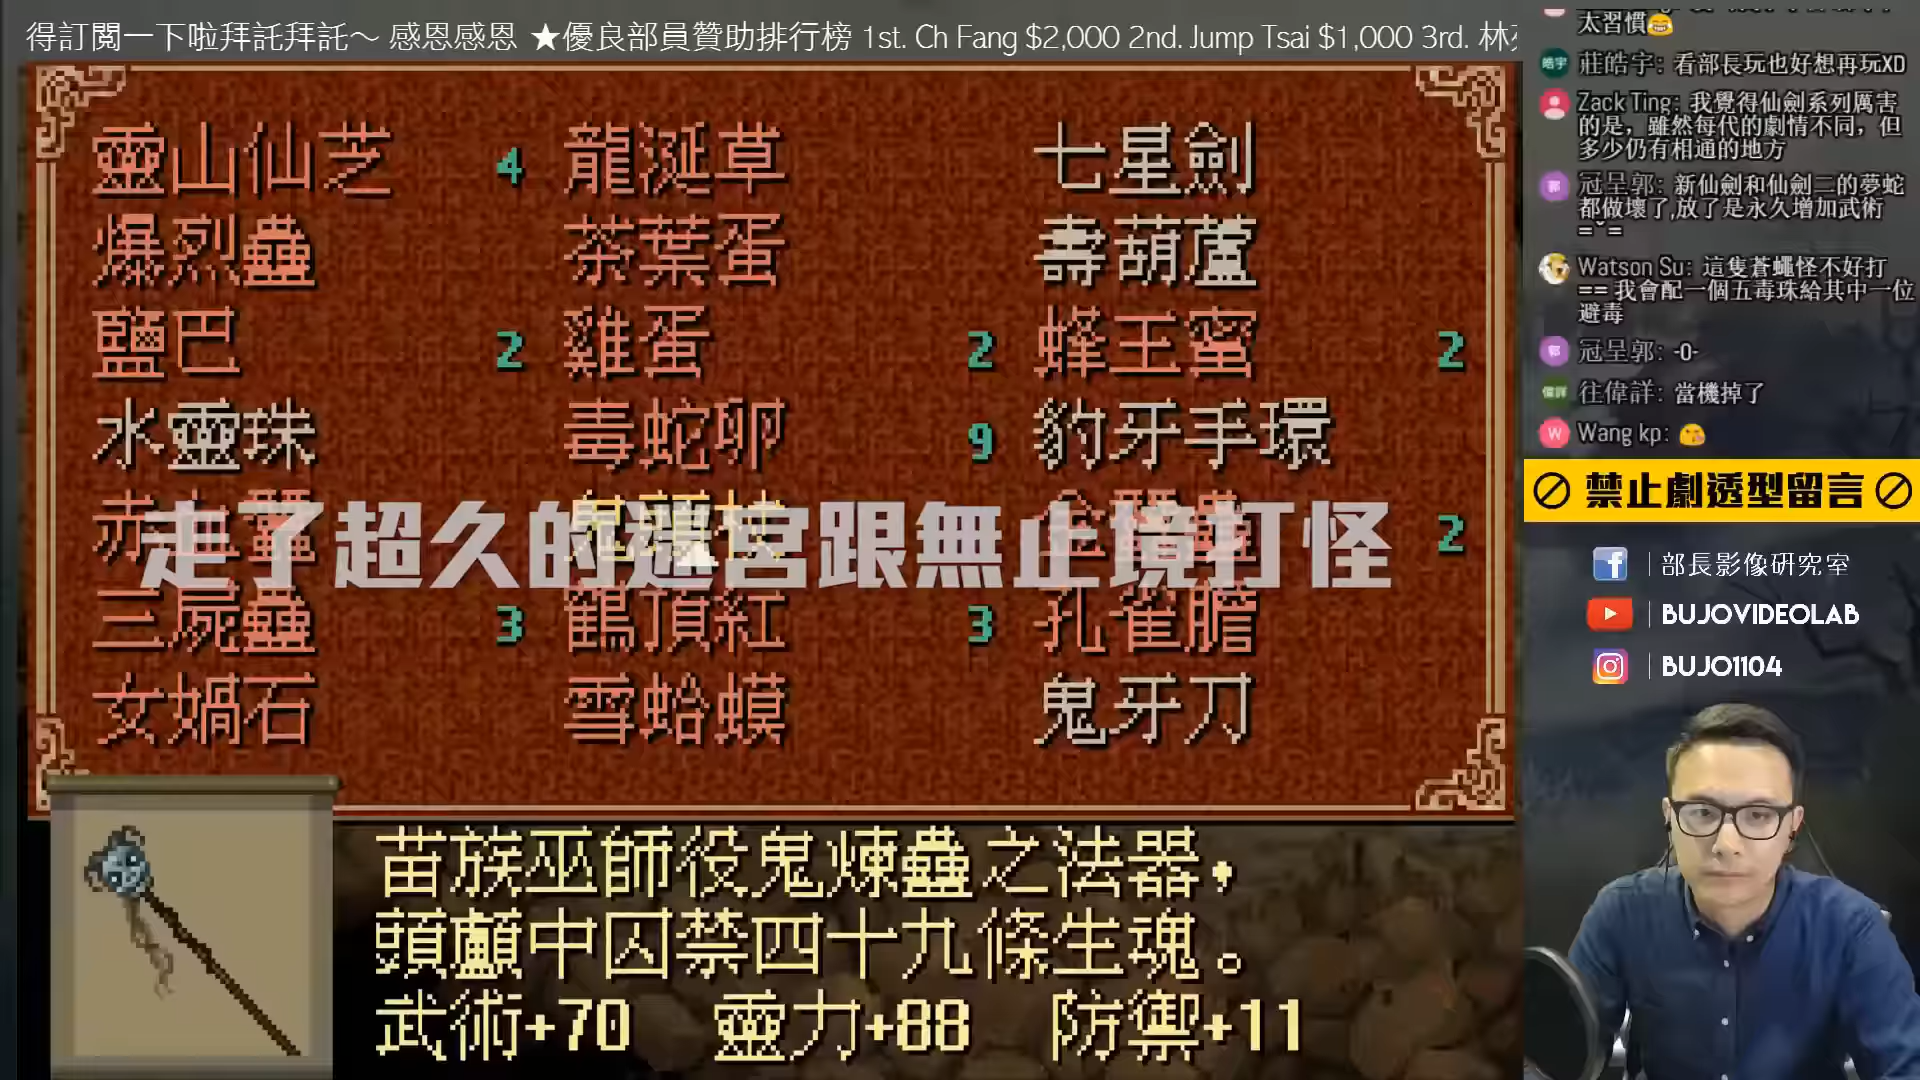 得訂閱一下啦拜託拜託～ 感恩感恩 ★優良部員贊助排行榜 1st. Ch Fang $2,000 2nd. Jump Tsai $1,000 3rd. 林
靈山仙芝 4 龍涎草 七星劍
爆烈蠱 茶葉蛋 壽葫蘆
鹽巴 2 雞蛋 2 蜂王蜜 2
水靈珠 毒蛇卵 9 豹牙手環
2
走了超久的迷宮跟無止境打怪
三屍蠱 3 鶴頂紅 3 孔雀膽
女媧石 雪蛤蟆 鬼牙刀
苗族巫師役鬼煉蠱之法器，
頭顱中囚禁四十九條生魂。
武術+70 靈力+88 防禦+11
太習慣😂
莊皓宇: 看部長玩也好想再玩XD
Zack Ting: 我覺得仙劍系列厲害
的是，雖然每代的劇情不同，但
多少仍有相通的地方
冠呈郭: 新仙劍和仙劍二的夢蛇
都做壞了,放了是永久增加武術
=ˇ=
Watson Su: 這隻蒼蠅怪不好打
== 我會配一個五毒珠給其中一位
避毒
冠呈郭: -0-
往偉詳: 當機掉了
Wang kp: 😘
禁止劇透型留言
部長影像研究室
BUJOVIDEOLAB
BUJO1104